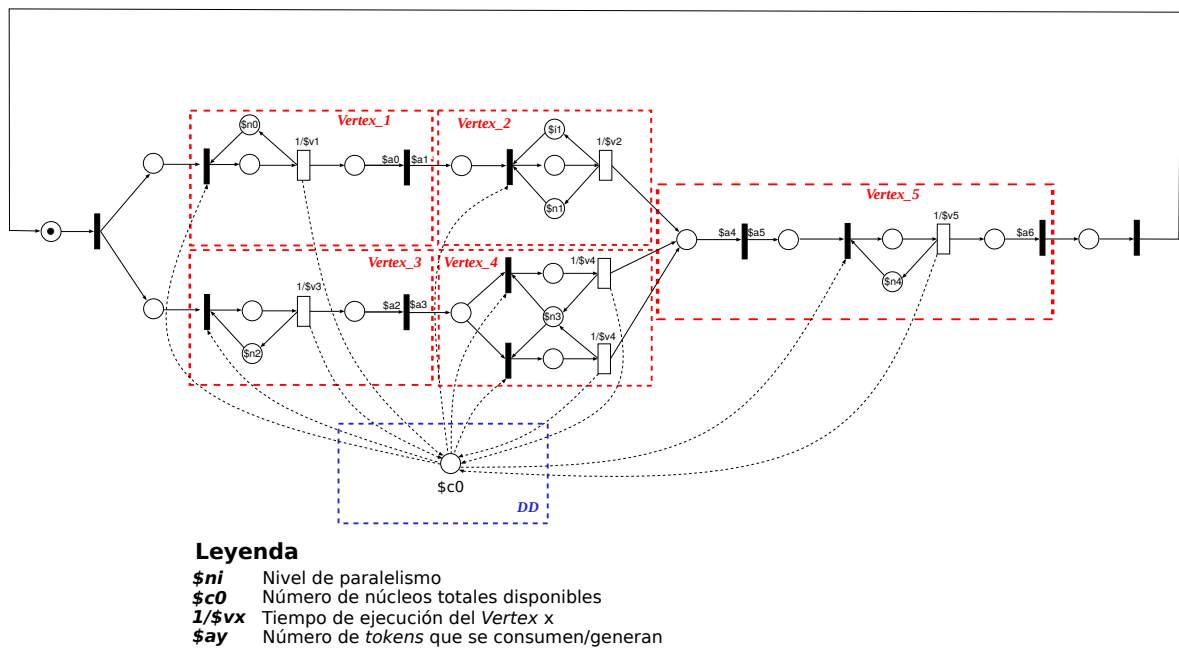 Vertex_1
Vertex_2
$n0
$i1
1/$v1
1/$v2
$a0
$a1
$n1
Vertex_5
1/$v5
$a4
$a5
$a6
$n4
Vertex_3
Vertex_4
1/$v3
1/$v4
$a2
$a3
$n3
$n2
1/$v4
$c0
DD
Leyenda
$ni Nivel de paralelismo
$c0 Número de núcleos totales disponibles
1/$vx Tiempo de ejecución del Vertex x
$ay Número de tokens que se consumen/generan